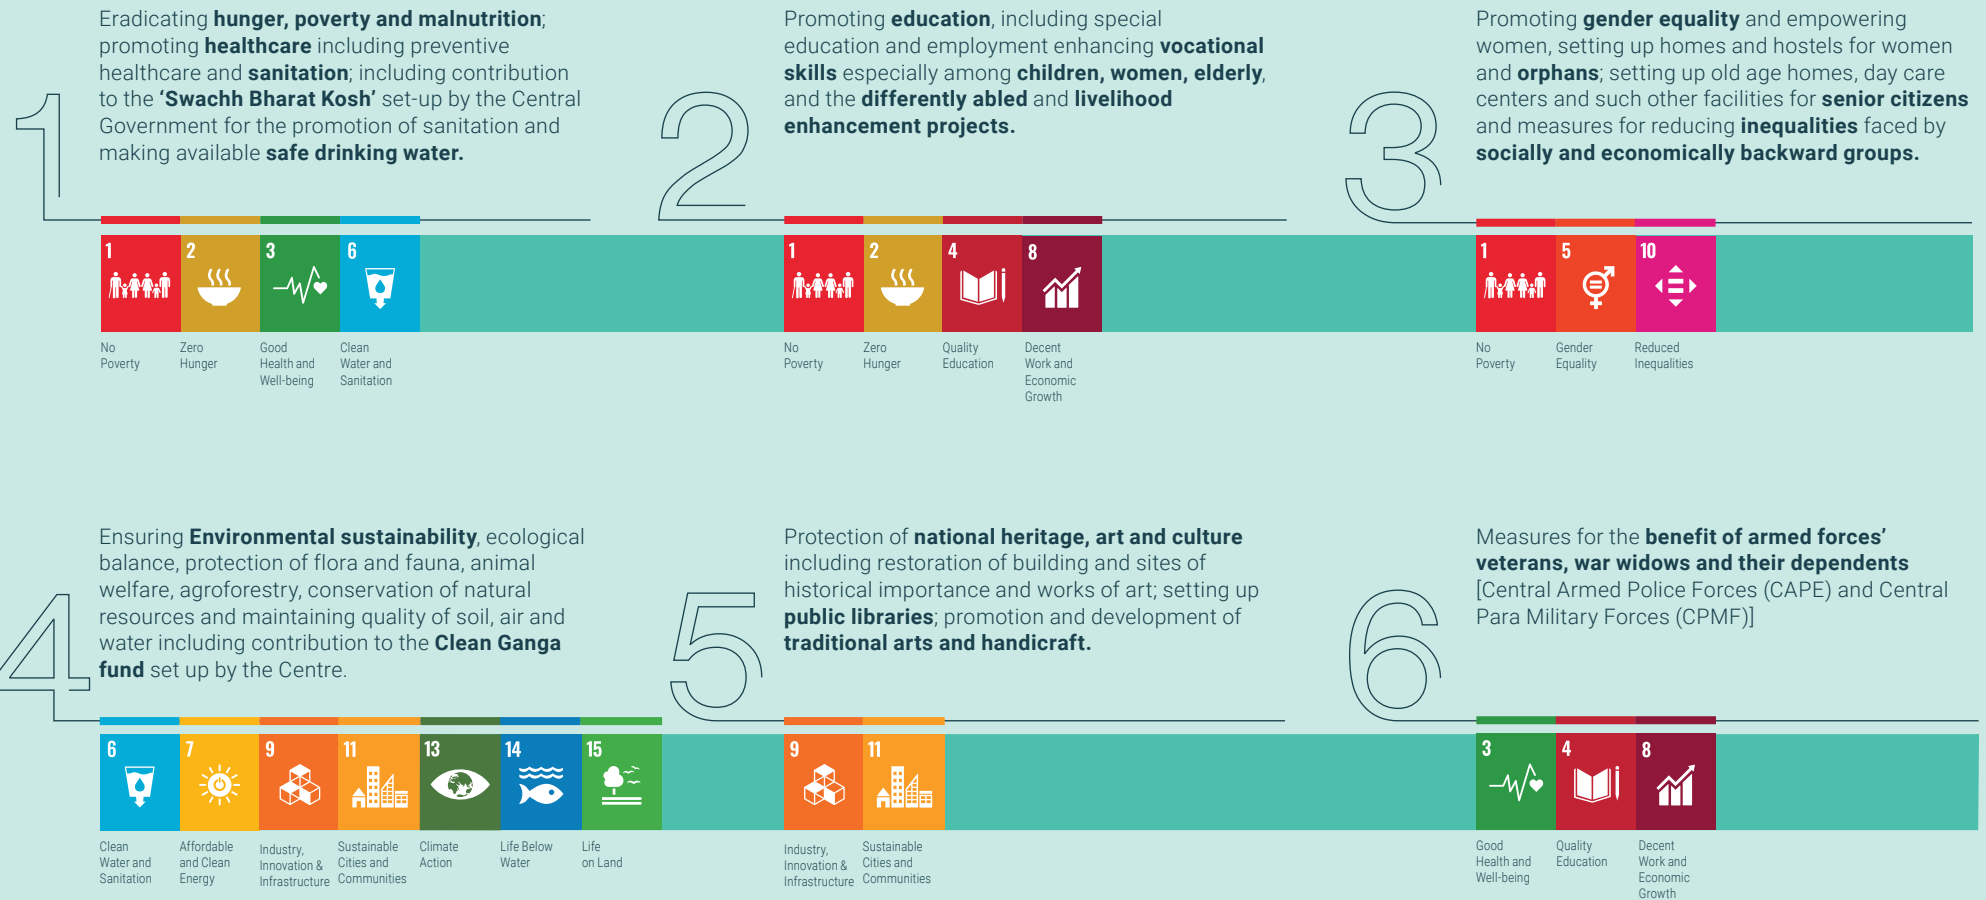 1
Eradicating hunger, poverty and malnutrition;
promoting healthcare including preventive
healthcare and sanitation; including contribution
to the ‘Swachh Bharat Kosh’ set-up by the Central
Government for the promotion of sanitation and
making available safe drinking water.
1
No
Poverty
2
Zero
Hunger
3
Good
Health and
Well-being
6
Clean
Water and
Sanitation
2
Promoting education, including special
education and employment enhancing vocational
skills especially among children, women, elderly,
and the differently abled and livelihood
enhancement projects.
1
No
Poverty
2
Zero
Hunger
4
Quality
Education
8
Decent
Work and
Economic
Growth
3
Promoting gender equality and empowering
women, setting up homes and hostels for women
and orphans; setting up old age homes, day care
centers and such other facilities for senior citizens
and measures for reducing inequalities faced by
socially and economically backward groups.
1
No
Poverty
5
Gender
Equality
10
Reduced
Inequalities
4
Ensuring Environmental sustainability, ecological
balance, protection of flora and fauna, animal
welfare, agroforestry, conservation of natural
resources and maintaining quality of soil, air and
water including contribution to the Clean Ganga
fund set up by the Centre.
6
Clean
Water and
Sanitation
7
Affordable
and Clean
Energy
9
Industry,
Innovation &
Infrastructure
11
Sustainable
Cities and
Communities
13
Climate
Action
14
Life Below
Water
15
Life
on Land
5
Protection of national heritage, art and culture
including restoration of building and sites of
historical importance and works of art; setting up
public libraries; promotion and development of
traditional arts and handicraft.
9
Industry,
Innovation &
Infrastructure
11
Sustainable
Cities and
Communities
6
Measures for the benefit of armed forces’
veterans, war widows and their dependents
[Central Armed Police Forces (CAPE) and Central
Para Military Forces (CPMF)]
3
Good
Health and
Well-being
4
Quality
Education
8
Decent
Work and
Economic
Growth